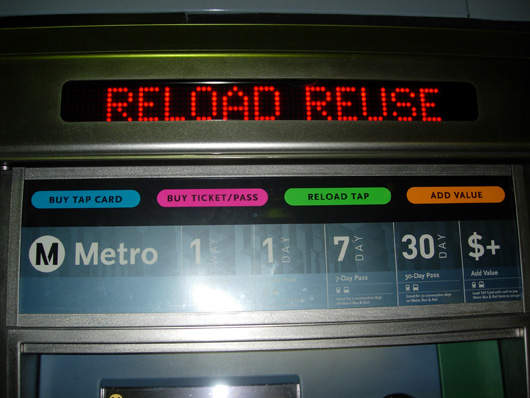 RELOAD REUSE
BUY TAP CARD BUY TICKET/PASS RELOAD TAP ADD VALUE
M Metro 1 DAY 1 DAY 7 DAY 30 DAY $+
7-Day Pass 30-Day Pass Add Value